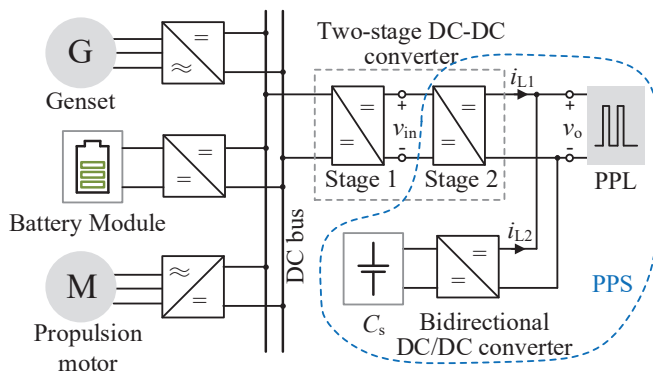 G
Genset
Battery Module
M
Propulsion
motor
DC bus
Two-stage DC-DC
converter
Stage 1
+
v_in
-
Stage 2
i_L1
+
v_o
-
PPL
i_L2
C_s
Bidirectional
DC/DC converter
PPS